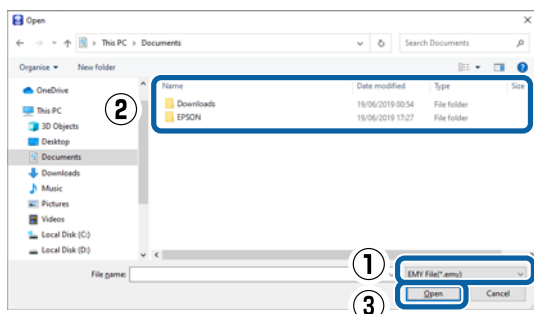 Open
This PC › Documents
Search Documents
Organise
New folder
OneDrive
This PC
3D Objects
Desktop
Documents
Downloads
Music
Pictures
Videos
Local Disk (C:)
Local Disk (D:)
②
Name Date modified Type Size
Downloads 19/06/2019 00:54 File folder
EPSON 19/06/2019 17:27 File folder
①
File name:
EMY File(*.emu)
③
Open Cancel